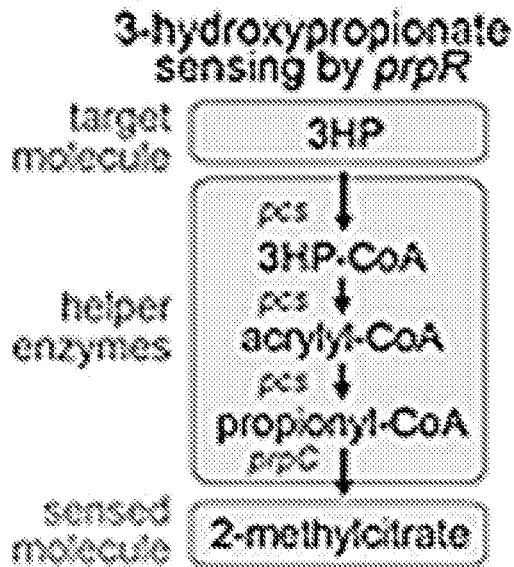 3-hydroxypropionate
sensing by prpR
target
molecule
3HP
pcs
3HP-CoA
pcs
helper
enzymes
acrylyl-CoA
pcs
propionyl-CoA
prpC
sensed
molecule
2-methylcitrate